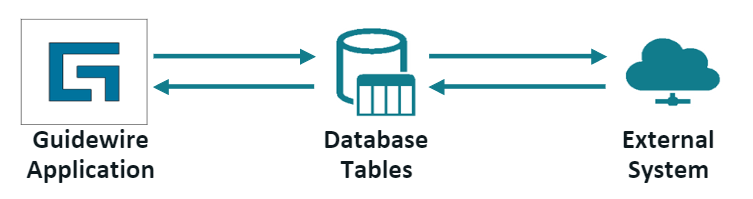 Guidewire
Application
Database
Tables
External
System